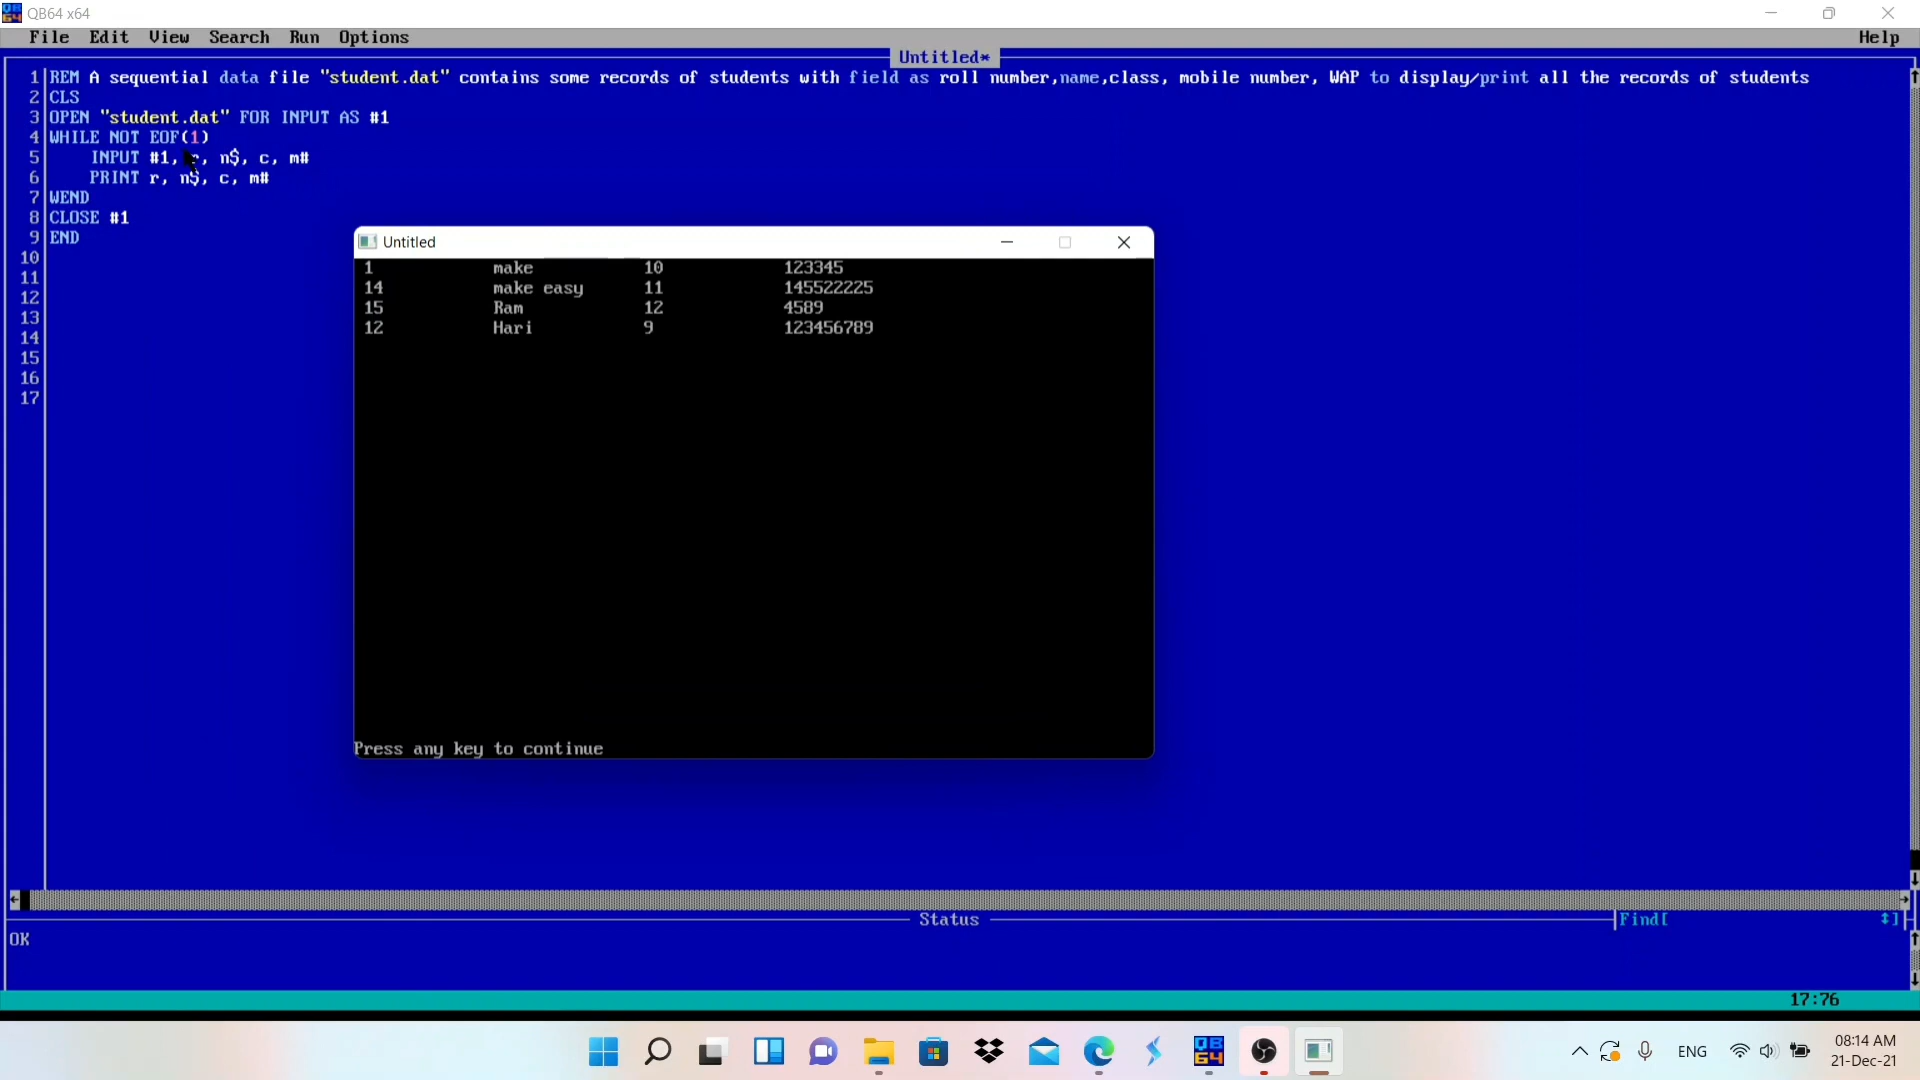 QB64 x64
File Edit View Search Run Options Help
Untitled*
1 REM A sequential data file "student.dat" contains some records of students with field as roll number,name,class, mobile number, WAP to display/print all the records of students
2 CLS
3 OPEN "student.dat" FOR INPUT AS #1
4 WHILE NOT EOF(1)
5 INPUT #1, r, n$, c, m#
6 PRINT r, n$, c, m#
7 WEND
8 CLOSE #1
9 END
10
11
12
13
14
15
16
17
Untitled
1 make 10 123345
14 make easy 11 145522225
15 Ram 12 4589
12 Hari 9 123456789
Press any key to continue
Status Find[ ]
OK
17:76
QB64 ENG 08:14 AM
21-Dec-21